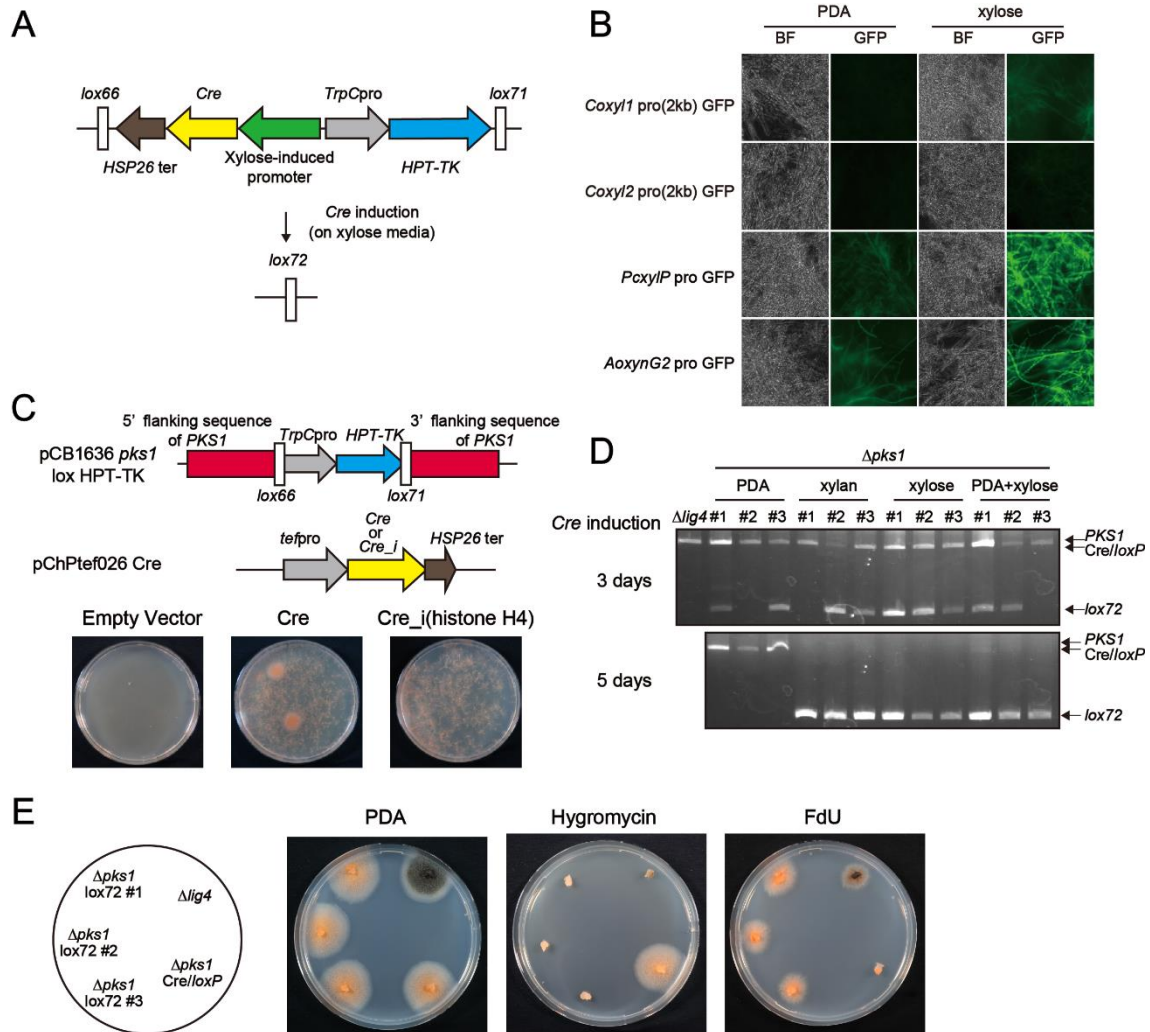 A
lox66
Cre
TrpCpro
lox71
HSP26 ter
Xylose-induced
promoter
HPT-TK
Cre induction
(on xylose media)
lox72
B
PDA
xylose
BF
GFP
BF
GFP
Coxyl1 pro(2kb) GFP
Coxyl2 pro(2kb) GFP
PcxylP pro GFP
AoxynG2 pro GFP
C
5' flanking sequence
of PKS1
3' flanking sequence
of PKS1
TrpCpro
HPT-TK
pCB1636 pks1
lox HPT-TK
lox66
lox71
Cre
or
Cre_i
tefpro
HSP26 ter
pChPtef026 Cre
Empty Vector
Cre
Cre_i(histone H4)
D
Δpks1
PDA
xylan
xylose
PDA+xylose
Cre induction
Δlig4
#1 #2 #3
#1 #2 #3
#1 #2 #3
#1 #2 #3
3 days
PKS1
Cre/loxP
lox72
5 days
PKS1
Cre/loxP
lox72
E
Δpks1
lox72 #1
Δlig4
Δpks1
lox72 #2
Δpks1
Cre/loxP
Δpks1
lox72 #3
PDA
Hygromycin
FdU